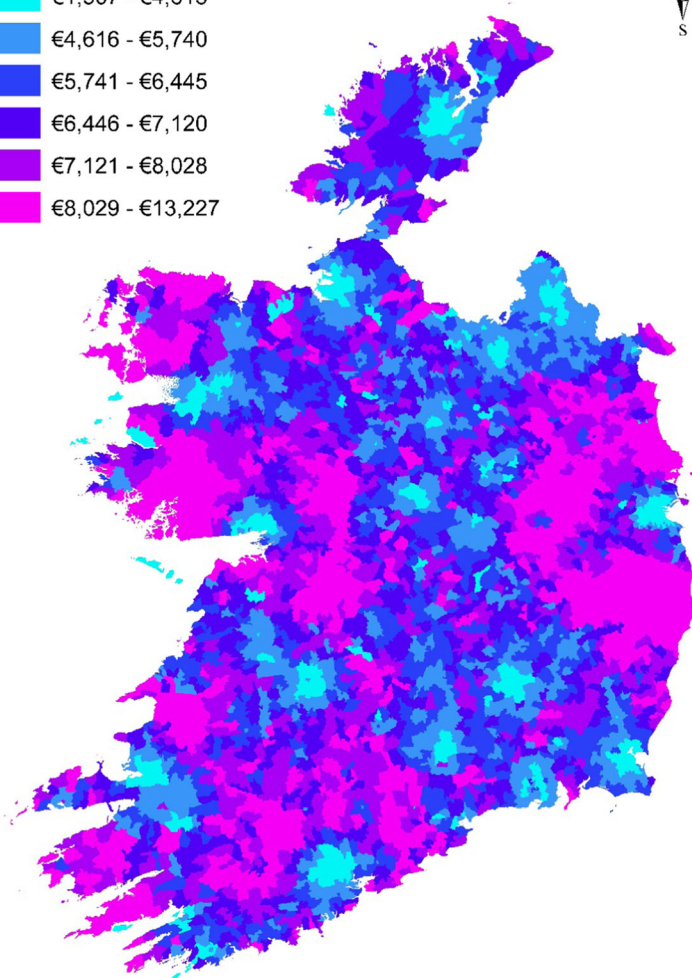 €4,616 - €5,740
€5,741 - €6,445
€6,446 - €7,120
€7,121 - €8,028
€8,029 - €13,227
S